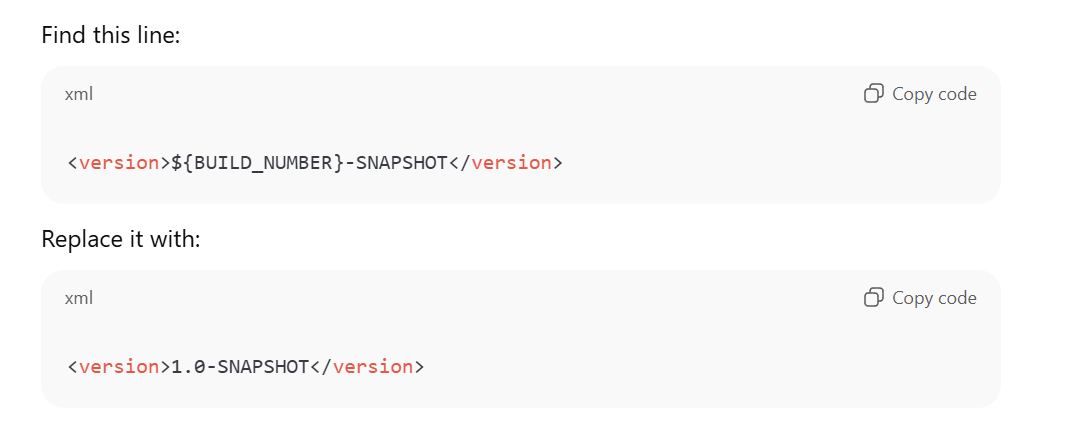 Find this line:
xml
Copy code
<version>${BUILD_NUMBER}-SNAPSHOT</version>
Replace it with:
xml
Copy code
<version>1.0-SNAPSHOT</version>